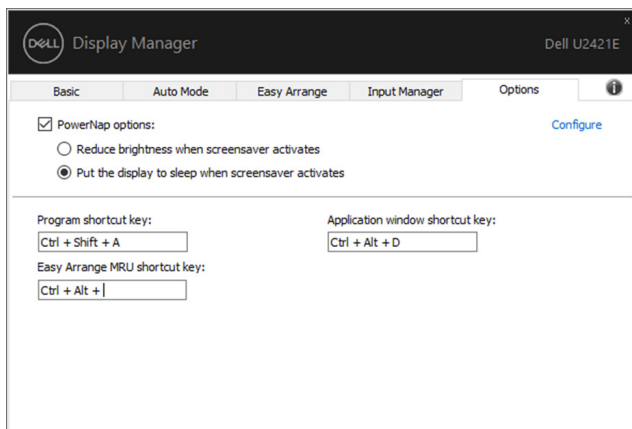 x
DELL Display Manager
Dell U2421E
Basic
Auto Mode
Easy Arrange
Input Manager
Options
i
PowerNap options:
Configure
Reduce brightness when screensaver activates
Put the display to sleep when screensaver activates
Program shortcut key:
Application window shortcut key:
Ctrl + Shift + A
Ctrl + Alt + D
Easy Arrange MRU shortcut key:
Ctrl + Alt +